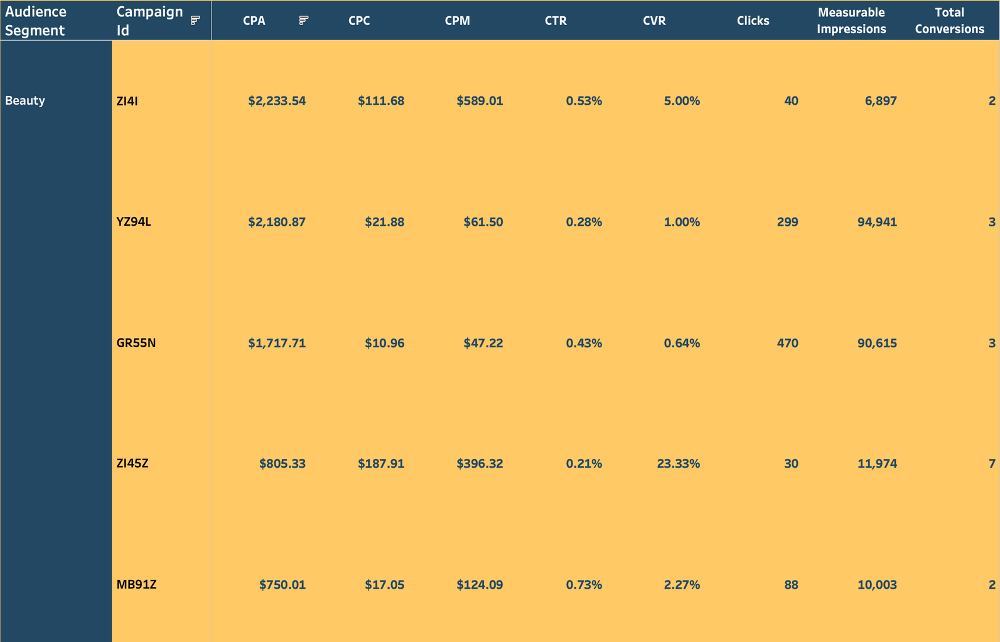 Audience Segment Campaign Id ☞ CPA ☞ CPC CPM CTR CVR Clicks Measurable Impressions Total Conversions
Beauty ZI4I $2,233.54 $111.68 $589.01 0.53% 5.00% 40 6,897 2
YZ94L $2,180.87 $21.88 $61.50 0.28% 1.00% 299 94,941 3
GR55N $1,717.71 $10.96 $47.22 0.43% 0.64% 470 90,615 3
ZI45Z $805.33 $187.91 $396.32 0.21% 23.33% 30 11,974 7
MB91Z $750.01 $17.05 $124.09 0.73% 2.27% 88 10,003 2